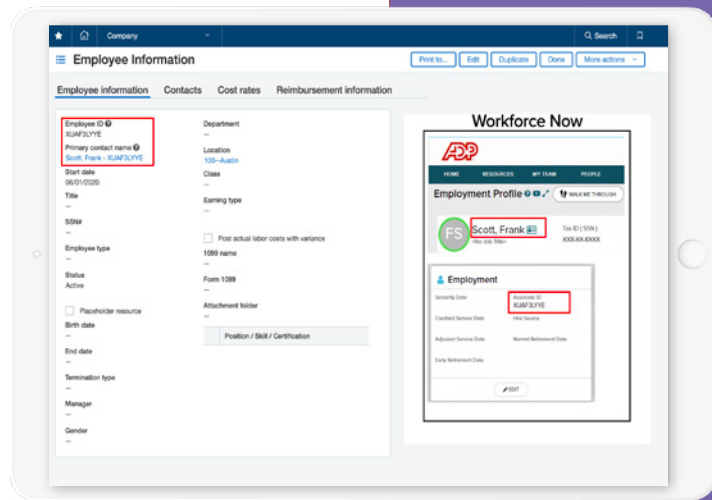 Company
Search
Employee Information
Print to...
Edit
Duplicate
Done
More actions
Employee information
Contacts
Cost rates
Reimbursement information
Employee ID
XUAF3LYYE
Primary contact name
Scott, Frank - XUAF3LYYE
Start date
06/01/2020
Title
--
SSN#
--
Employee type
--
Status
Active
Placeholder resource
Birth date
--
End date
--
Termination type
--
Manager
--
Gender
--
Department
--
Location
100--Austin
Class
--
Earning type
--
Post actual labor costs with variance
1099 name
--
Form 1099
--
Attachment folder
--
Position / Skill / Certification
Workforce Now
ADP
HOME
RESOURCES
MY TEAM
PEOPLE
Employment Profile
WALK ME THROUGH
FS
Scott, Frank
<No Job Title>
Tax ID ( SSN )
XXX-XX-XXXX
Employment
Seniority Date
Associate ID
XUAF3LYYE
Credited Service Date
Hire Source
Adjusted Service Date
Normal Retirement Date
Early Retirement Date
EDIT